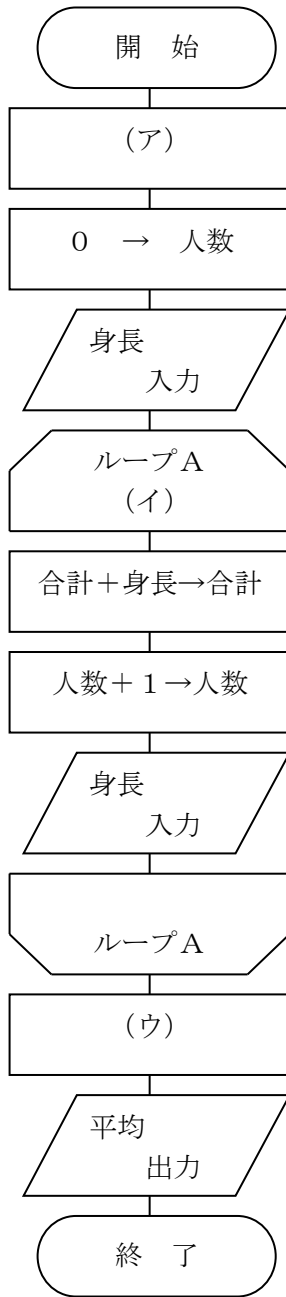 開　始
（ア）
０　→　人数
身長
入力
ループＡ
（イ）
合計＋身長→合計
人数＋１→人数
身長
入力
ループＡ
（ウ）
平均
出力
終　了